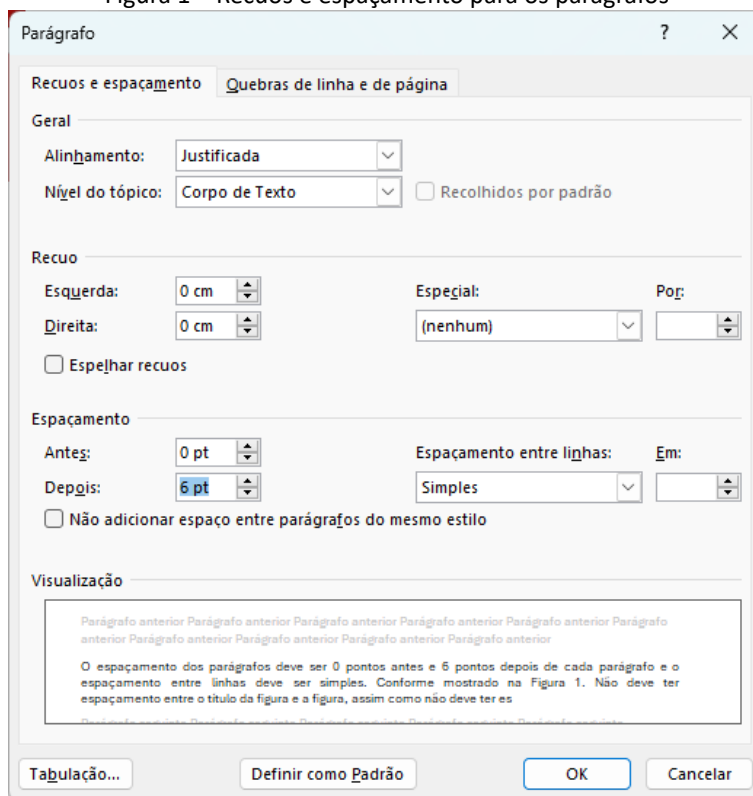 Figura 1 – Recuos e espaçamento para os parágrafos
Parágrafo ? X
Recuos e espaçamento Quebras de linha e de página
Geral
Alinhamento: Justificada
Nível do tópico: Corpo de Texto Recolhidos por padrão
Recuo
Esquerda: 0 cm Especial: Por:
Direita: 0 cm (nenhum)
Espelhar recuos
Espaçamento
Antes: 0 pt Espaçamento entre linhas: Em:
Depois: 6 pt Simples
Não adicionar espaço entre parágrafos do mesmo estilo
Visualização
Parágrafo anterior Parágrafo anterior Parágrafo anterior Parágrafo anterior Parágrafo anterior Parágrafo
anterior Parágrafo anterior Parágrafo anterior Parágrafo anterior Parágrafo anterior
O espaçamento dos parágrafos deve ser 0 pontos antes e 6 pontos depois de cada parágrafo e o
espaçamento entre linhas deve ser simples. Conforme mostrado na Figura 1. Não deve ter
espaçamento entre o título da figura e a figura, assim como não deve ter es
Tabulação... Definir como Padrão OK Cancelar